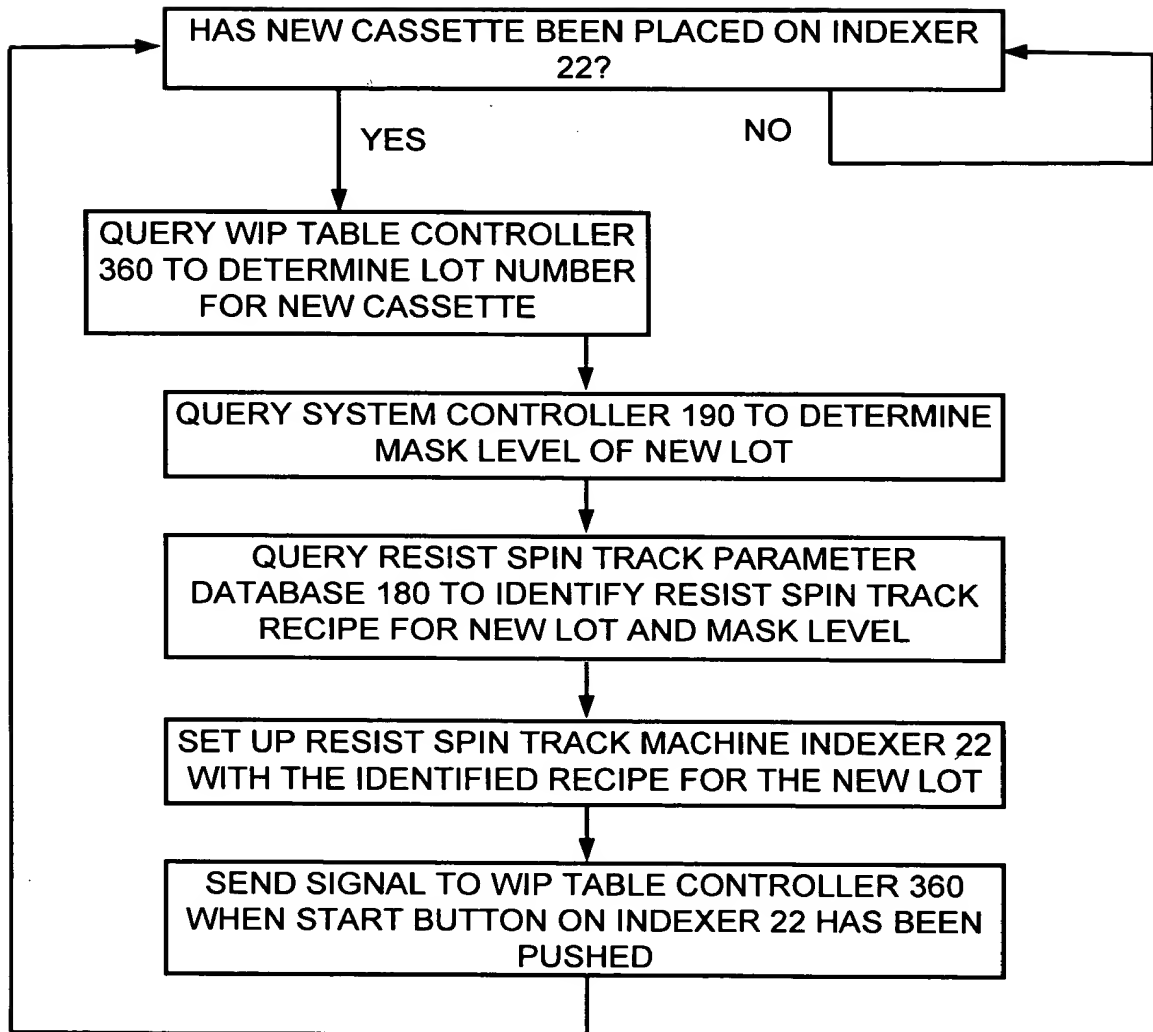 HAS NEW CASSETTE BEEN PLACED ON INDEXER
22?
YES
NO
QUERY WIP TABLE CONTROLLER
360 TO DETERMINE LOT NUMBER
FOR NEW CASSETTE
QUERY SYSTEM CONTROLLER 190 TO DETERMINE
MASK LEVEL OF NEW LOT
QUERY RESIST SPIN TRACK PARAMETER
DATABASE 180 TO IDENTIFY RESIST SPIN TRACK
RECIPE FOR NEW LOT AND MASK LEVEL
SET UP RESIST SPIN TRACK MACHINE INDEXER 22
WITH THE IDENTIFIED RECIPE FOR THE NEW LOT
SEND SIGNAL TO WIP TABLE CONTROLLER 360
WHEN START BUTTON ON INDEXER 22 HAS BEEN
PUSHED